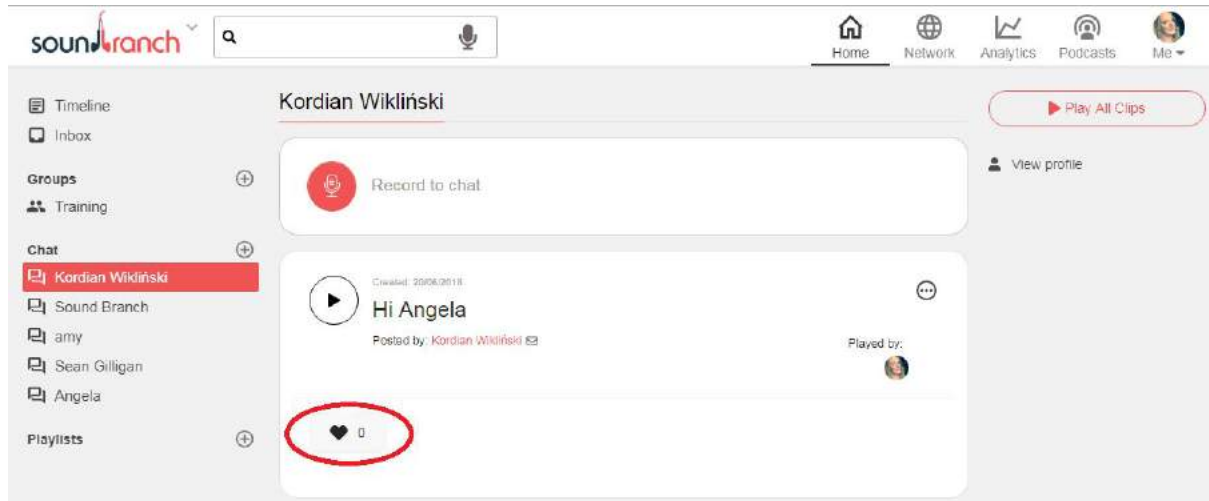 soundbranch
Home
Network
Analytics
Podcasts
Me
Timeline
Inbox
Groups
Training
Chat
Kordian Wikliński
Sound Branch
amy
Sean Gilligan
Angela
Playlists
Kordian Wikliński
Record to chat
Created: 20/06/2018
Hi Angela
Posted by: Kordian Wikliński
Played by:
0
Play All Clips
View profile